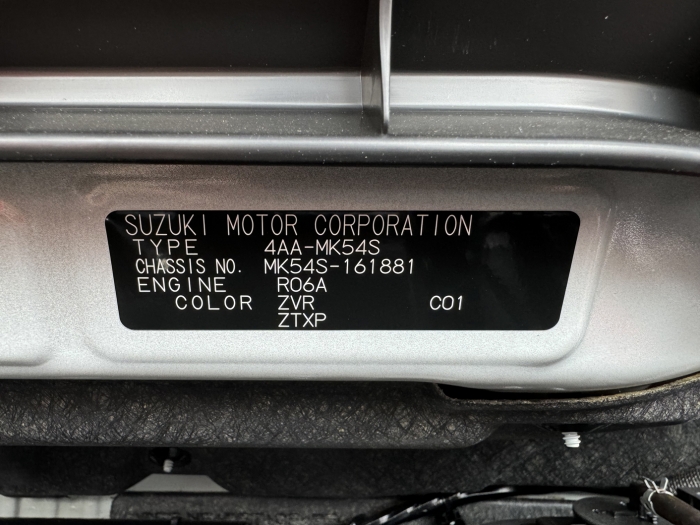 SUZUKI MOTOR CORPORATION
TYPE 4AA-MK54S
CHASSIS NO. MK54S-161881
ENGINE R06A
COLOR ZVR C01
ZTXP